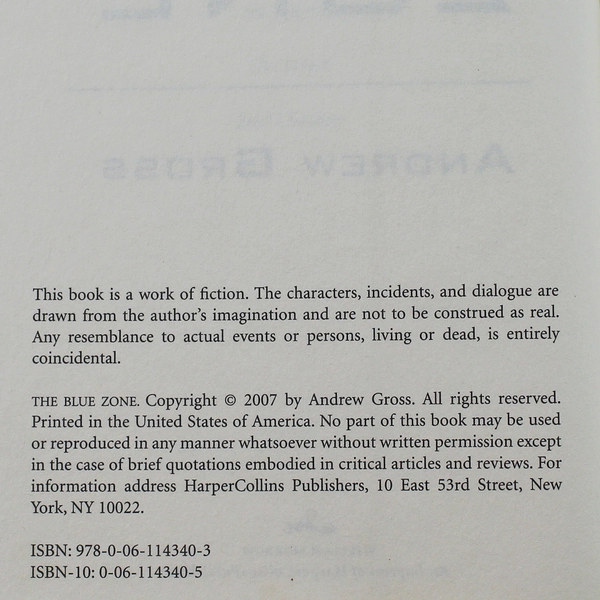 ANDREW GROSS
This book is a work of fiction. The characters, incidents, and dialogue are
drawn from the author's imagination and are not to be construed as real.
Any resemblance to actual events or persons, living or dead, is entirely
coincidental.
THE BLUE ZONE. Copyright © 2007 by Andrew Gross. All rights reserved.
Printed in the United States of America. No part of this book may be used
or reproduced in any manner whatsoever without written permission except
in the case of brief quotations embodied in critical articles and reviews. For
information address HarperCollins Publishers, 10 East 53rd Street, New
York, NY 10022.
ISBN: 978-0-06-114340-3
ISBN-10: 0-06-114340-5